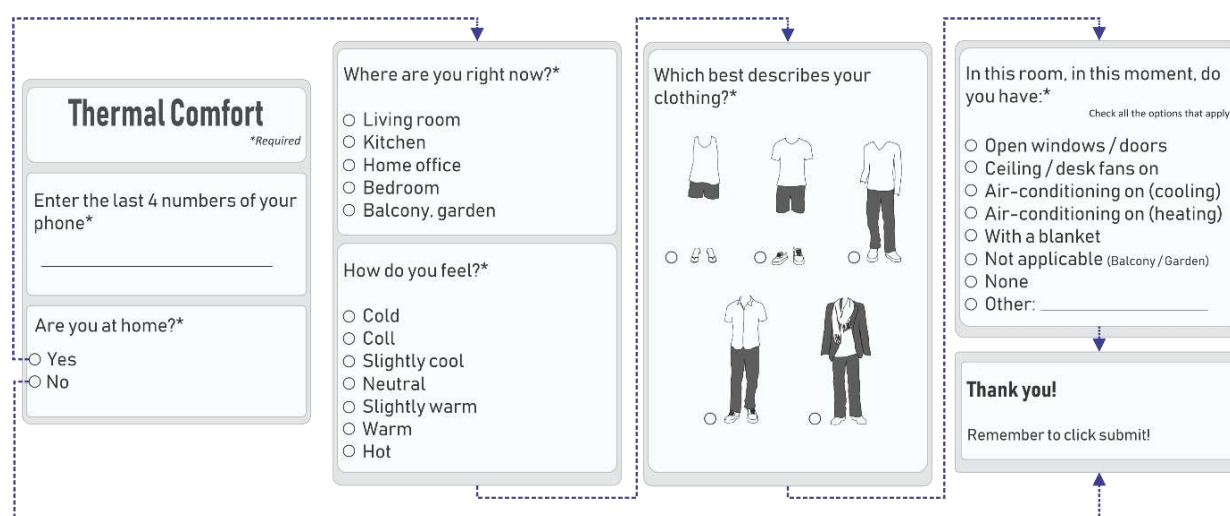 Thermal Comfort
*Required
Enter the last 4 numbers of your
phone*
Are you at home?*
Yes
No
Where are you right now?*
Living room
Kitchen
Home office
Bedroom
Balcony, garden
How do you feel?*
Cold
Coll
Slightly cool
Neutral
Slightly warm
Warm
Hot
Which best describes your
clothing?*
In this room, in this moment, do
you have:*
Check all the options that apply
Open windows / doors
Ceiling / desk fans on
Air-conditioning on (cooling)
Air-conditioning on (heating)
With a blanket
Not applicable (Balcony / Garden)
None
Other:
Thank you!
Remember to click submit!